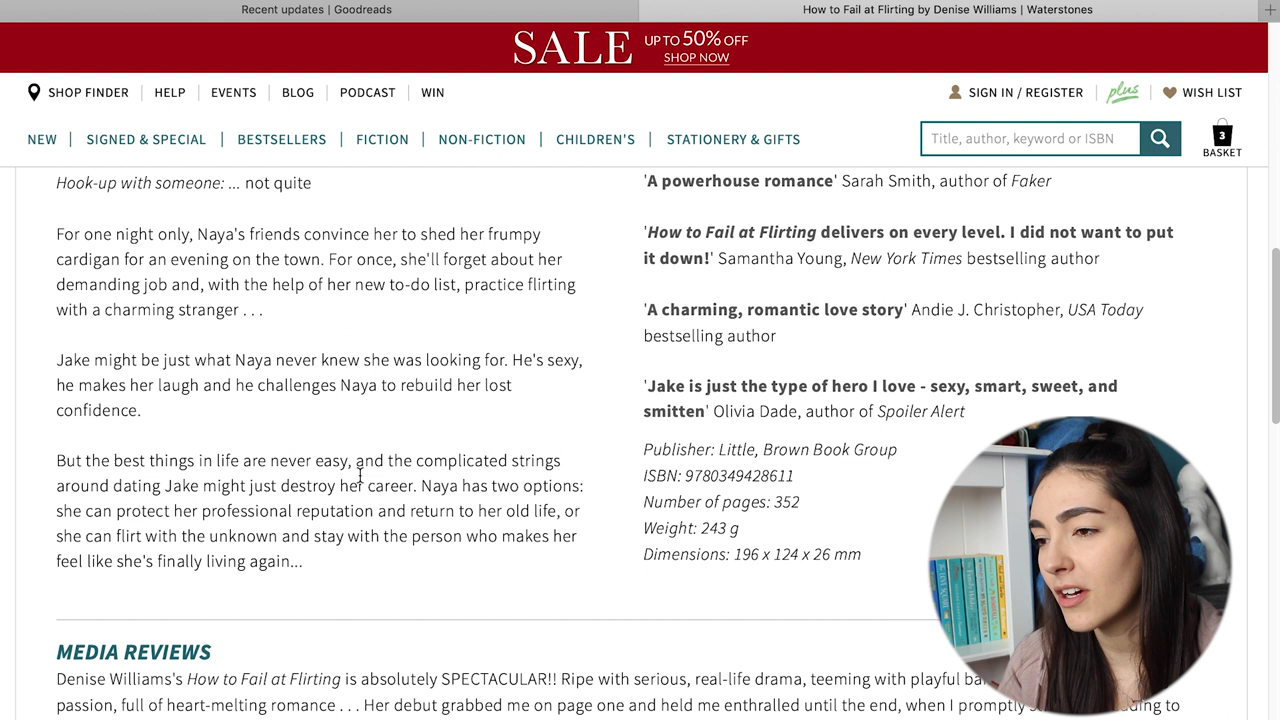 Recent updates | Goodreads
How to Fail at Flirting by Denise Williams | Waterstones
SALE UP TO 50% OFF
SHOP NOW
SHOP FINDER HELP EVENTS BLOG PODCAST WIN
SIGN IN / REGISTER plus WISH LIST
NEW SIGNED & SPECIAL BESTSELLERS FICTION NON-FICTION CHILDREN'S STATIONERY & GIFTS
Title, author, keyword or ISBN
3
BASKET
Hook-up with someone: ... not quite
For one night only, Naya's friends convince her to shed her frumpy
cardigan for an evening on the town. For once, she'll forget about her
demanding job and, with the help of her new to-do list, practice flirting
with a charming stranger . . .
Jake might be just what Naya never knew she was looking for. He's sexy,
he makes her laugh and he challenges Naya to rebuild her lost
confidence.
But the best things in life are never easy, and the complicated strings
around dating Jake might just destroy her career. Naya has two options:
she can protect her professional reputation and return to her old life, or
she can flirt with the unknown and stay with the person who makes her
feel like she's finally living again...
'A powerhouse romance' Sarah Smith, author of Faker
'How to Fail at Flirting delivers on every level. I did not want to put
it down!' Samantha Young, New York Times bestselling author
'A charming, romantic love story' Andie J. Christopher, USA Today
bestselling author
'Jake is just the type of hero I love - sexy, smart, sweet, and
smitten' Olivia Dade, author of Spoiler Alert
Publisher: Little, Brown Book Group
ISBN: 9780349428611
Number of pages: 352
Weight: 243 g
Dimensions: 196 x 124 x 26 mm
MEDIA REVIEWS
Denise Williams's How to Fail at Flirting is absolutely SPECTACULAR!! Ripe with serious, real-life drama, teeming with playful
passion, full of heart-melting romance . . . Her debut grabbed me on page one and held me enthralled until the end, when I promptly to